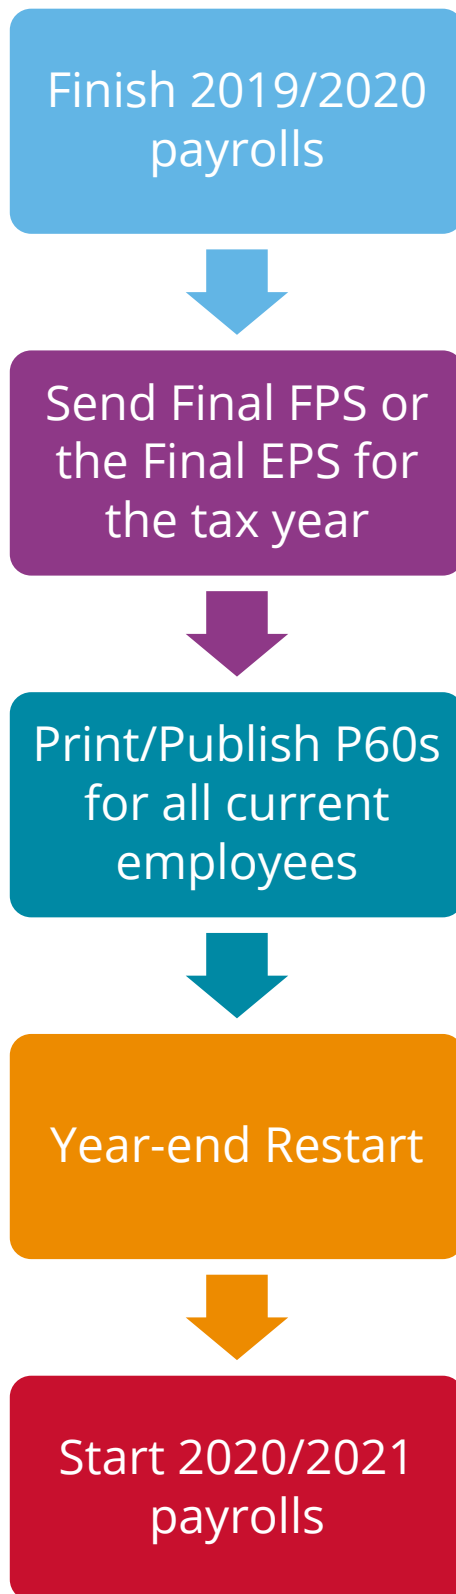 Finish 2019/2020
payrolls
Send Final FPS or
the Final EPS for
the tax year
Print/Publish P60s
for all current
employees
Year-end Restart
Start 2020/2021
payrolls